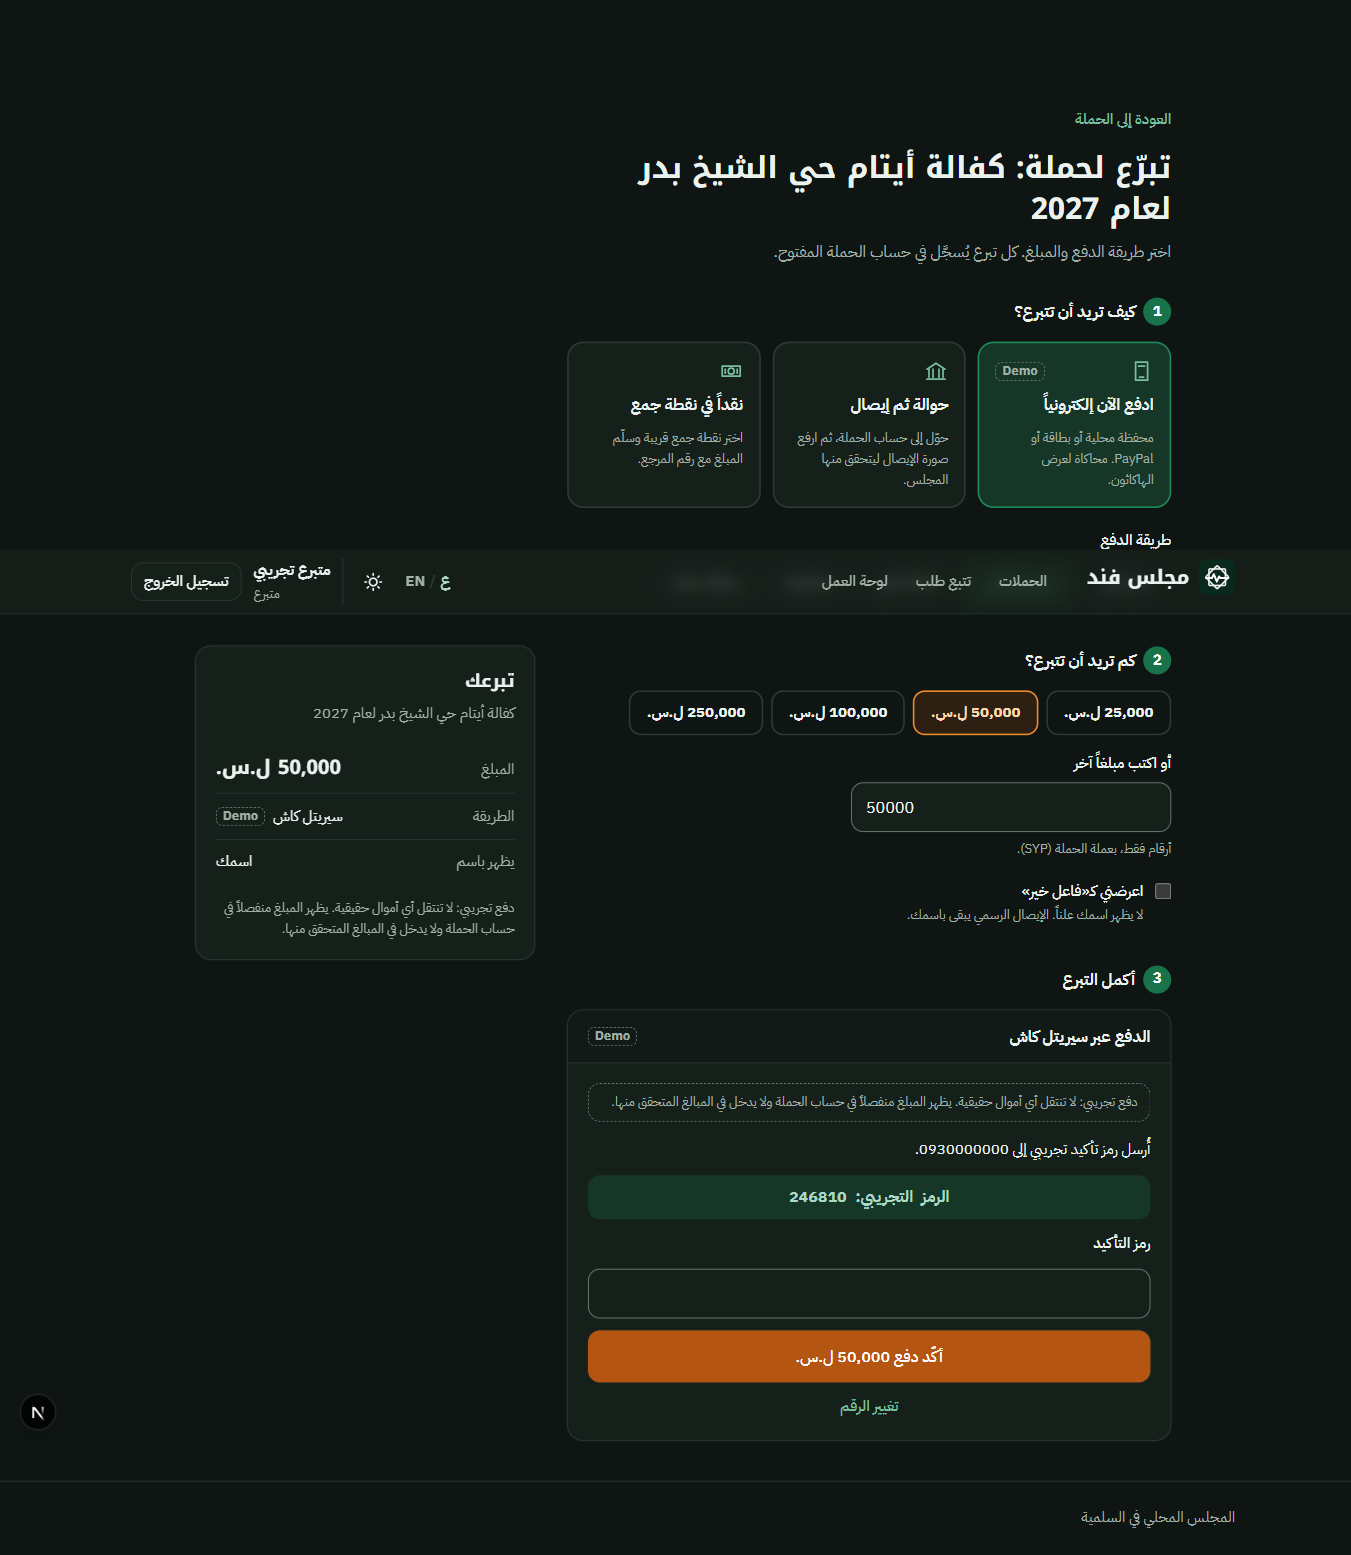 العودة إلى الحملة
تبرّع لحملة: كفالة أيتام حي الشيخ بدر
لعام 2027
اختر طريقة الدفع والمبلغ. كل تبرع يُسجَّل في حساب الحملة المفتوح.
1 كيف تريد أن تتبرع؟
Demo
ادفع الآن إلكترونياً
محفظة محلية أو بطاقة أو
PayPal. محاكاة لعرض
الهاكاثون.
حوالة ثم إيصال
حوّل إلى حساب الحملة، ثم ارفع
صورة الإيصال ليتحقق منها
المجلس.
نقداً في نقطة جمع
اختر نقطة جمع قريبة وسلّم
المبلغ مع رقم المرجع.
طريقة الدفع
مجلس فند
الحملات
تتبع طلب
لوحة العمل
ع / EN
متبرع تجريبي
متبرع
تسجيل الخروج
2 كم تريد أن تتبرع؟
25,000 ل.س.
50,000 ل.س.
100,000 ل.س.
250,000 ل.س.
أو اكتب مبلغاً آخر
50000
أرقام فقط، بعملة الحملة (SYP).
اعرضني كـ«فاعل خير»
لا يظهر اسمك علناً. الإيصال الرسمي يبقى باسمك.
تبرعك
كفالة أيتام حي الشيخ بدر لعام 2027
المبلغ 50,000 ل.س.
الطريقة سيريتل كاش Demo
يظهر باسم اسمك
دفع تجريبي: لا تنتقل أي أموال حقيقية. يظهر المبلغ منفصلاً في
حساب الحملة ولا يدخل في المبالغ المتحقق منها.
3 أكمل التبرع
الدفع عبر سيريتل كاش Demo
دفع تجريبي: لا تنتقل أي أموال حقيقية. يظهر المبلغ منفصلاً في حساب الحملة ولا يدخل في المبالغ المتحقق منها.
أُرسل رمز تأكيد تجريبي إلى 0930000000.
الرمز التجريبي: 246810
رمز التأكيد
أكّد دفع 50,000 ل.س.
تغيير الرقم
N
المجلس المحلي في السلمية